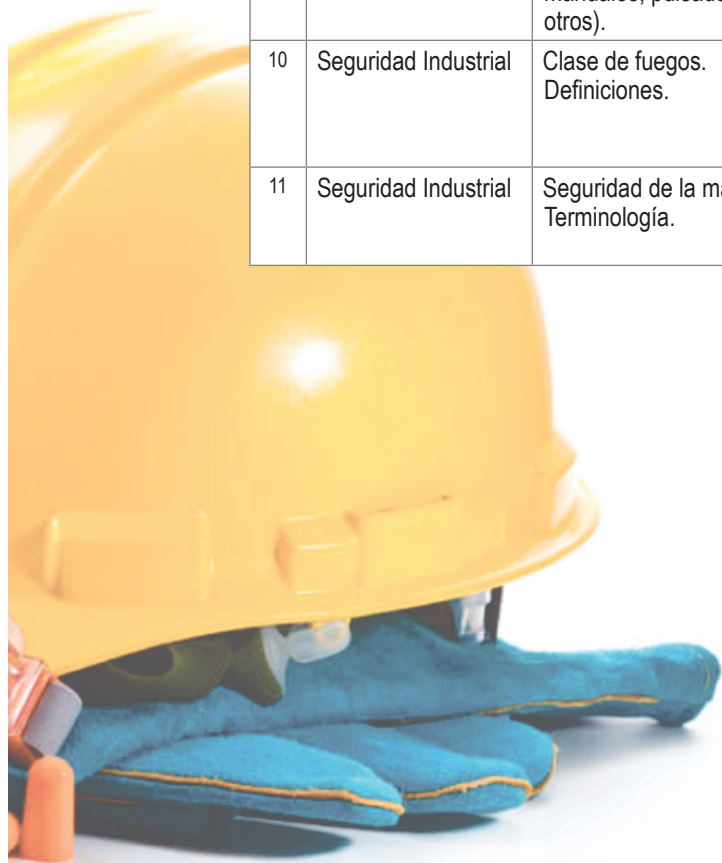 otros).
10 Seguridad Industrial Clase de fuegos.
Definiciones.
11 Seguridad Industrial Seguridad de la
Terminología.